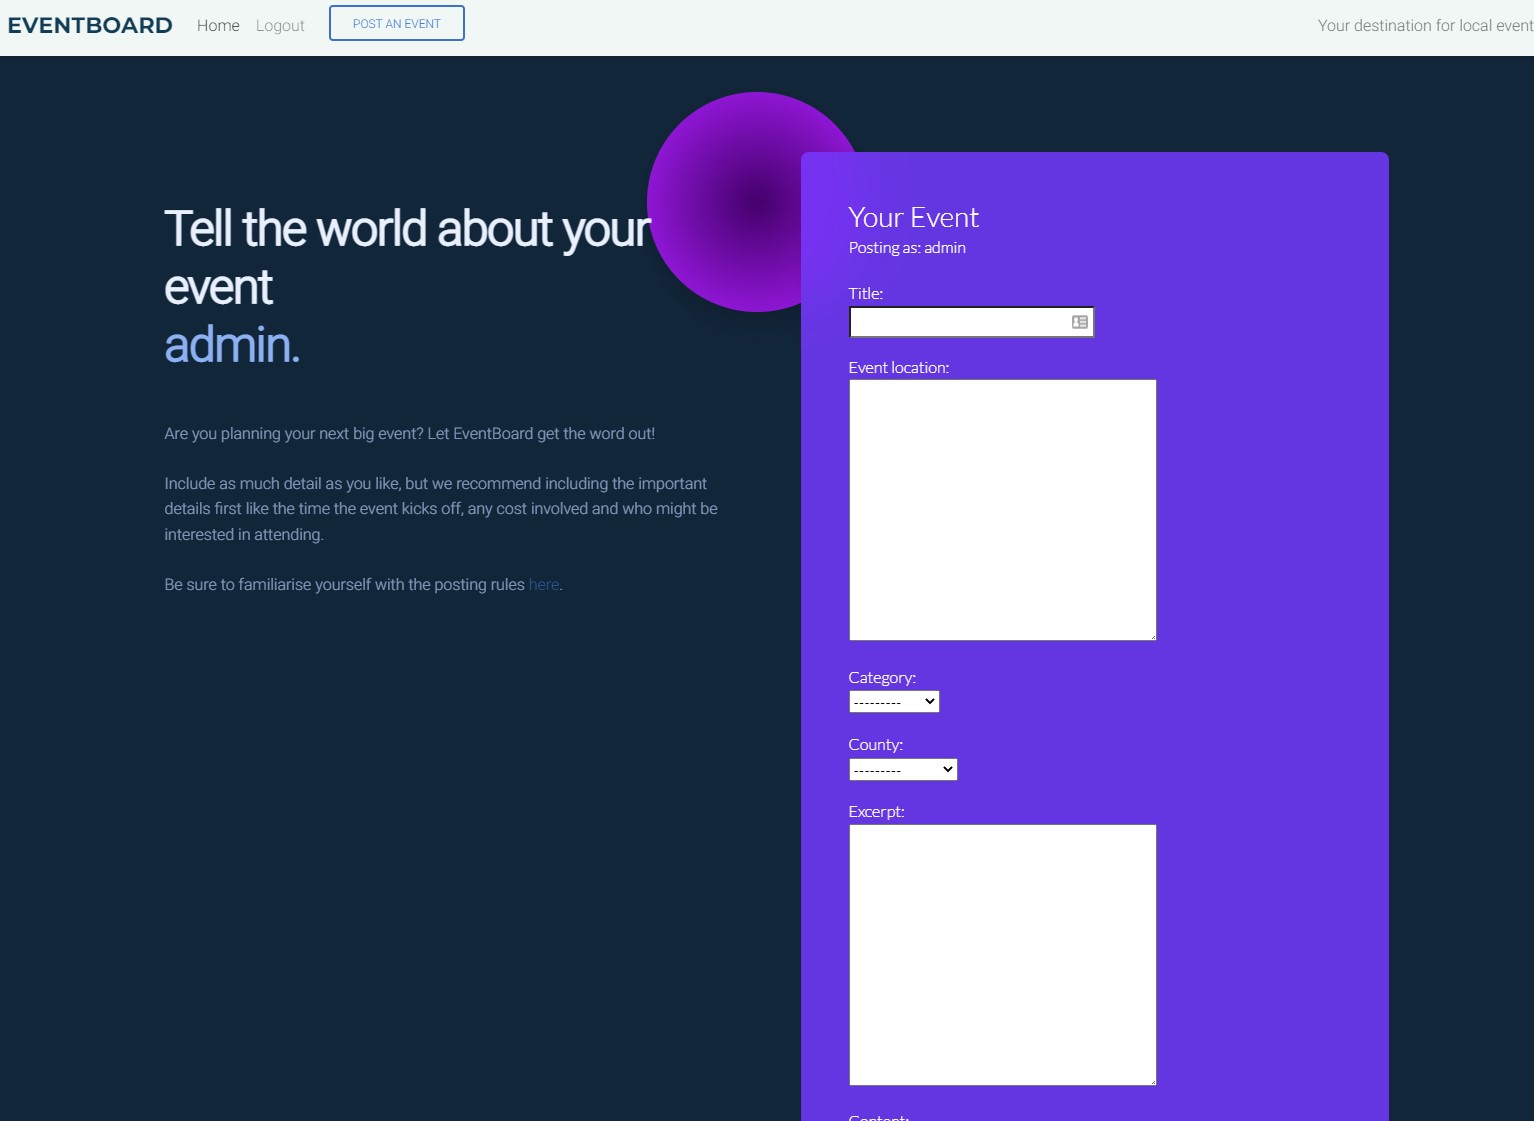 EVENTBOARD Home Logout POST AN EVENT Your destination for local event
Tell the world about your
event
admin.
Are you planning your next big event? Let EventBoard get the word out!
Include as much detail as you like, but we recommend including the important
details first like the time the event kicks off, any cost involved and who might be
interested in attending.
Be sure to familiarise yourself with the posting rules here.
Your Event
Posting as: admin
Title:
Event location:
Category:
---------
County:
---------
Excerpt:
Content: